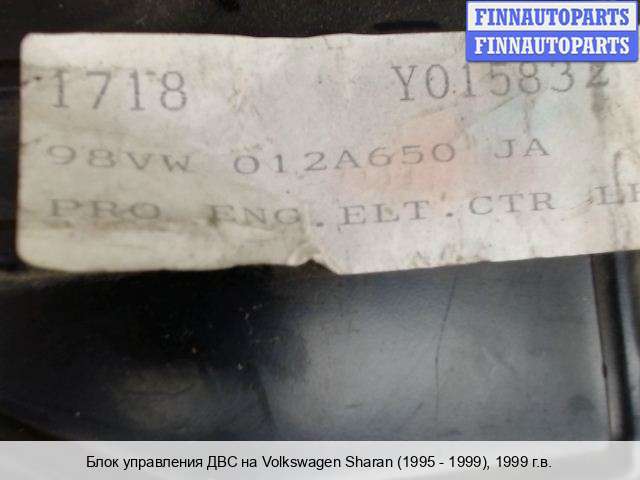 FINNAUTOPARTS
FINNAUTOPARTS
1718 Y015832
98VW 012A650 JA
PRO ENG.ELT.CTR
Блок управления ДВС на Volkswagen Sharan (1995 - 1999), 1999 г.в.